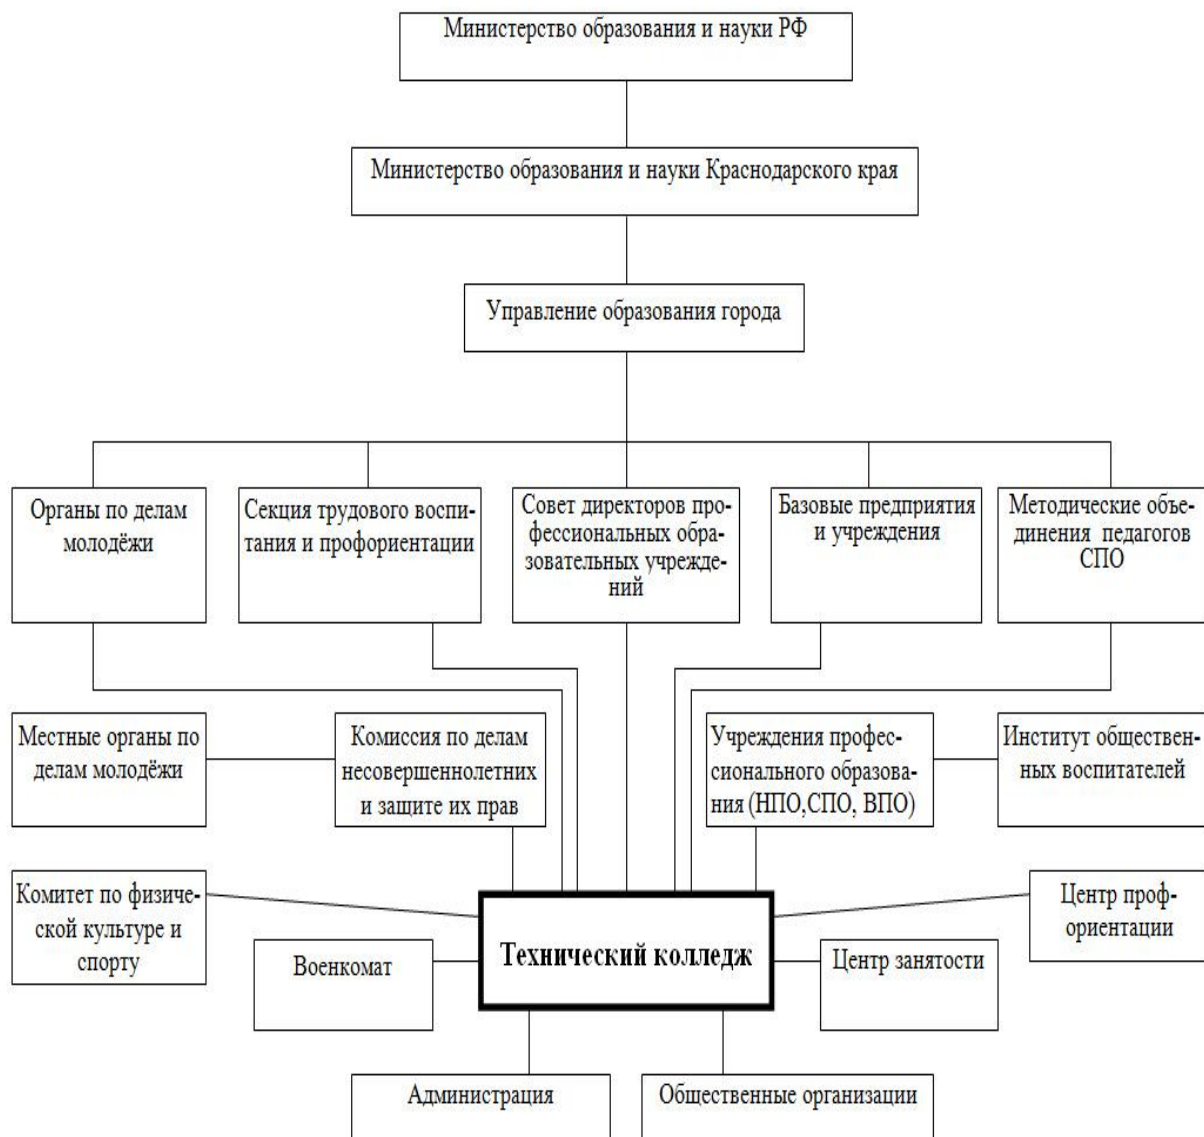 Министерство образования и науки РФ
Министерство образования и науки Краснодарского края
Управление образования города
Органы по делам
молодёжи
Секция трудового воспи-
тания и профориентации
Совет директоров про-
фессиональных обра-
зовательных учрежде-
ний
Базовые предприятия
и учреждения
Методические объе-
динения педагогов
СПО
Местные органы по
делам молодёжи
Комиссия по делам
несовершеннолетних
и защите их прав
Учреждения профес-
сионального образова-
ния (НПО,СПО, ВПО)
Институт обществен-
ных воспитателей
Комитет по физиче-
ской культуре и
спорту
Военкомат
Технический колледж
Центр занятости
Центр проф-
ориентации
Администрация
Общественные организации